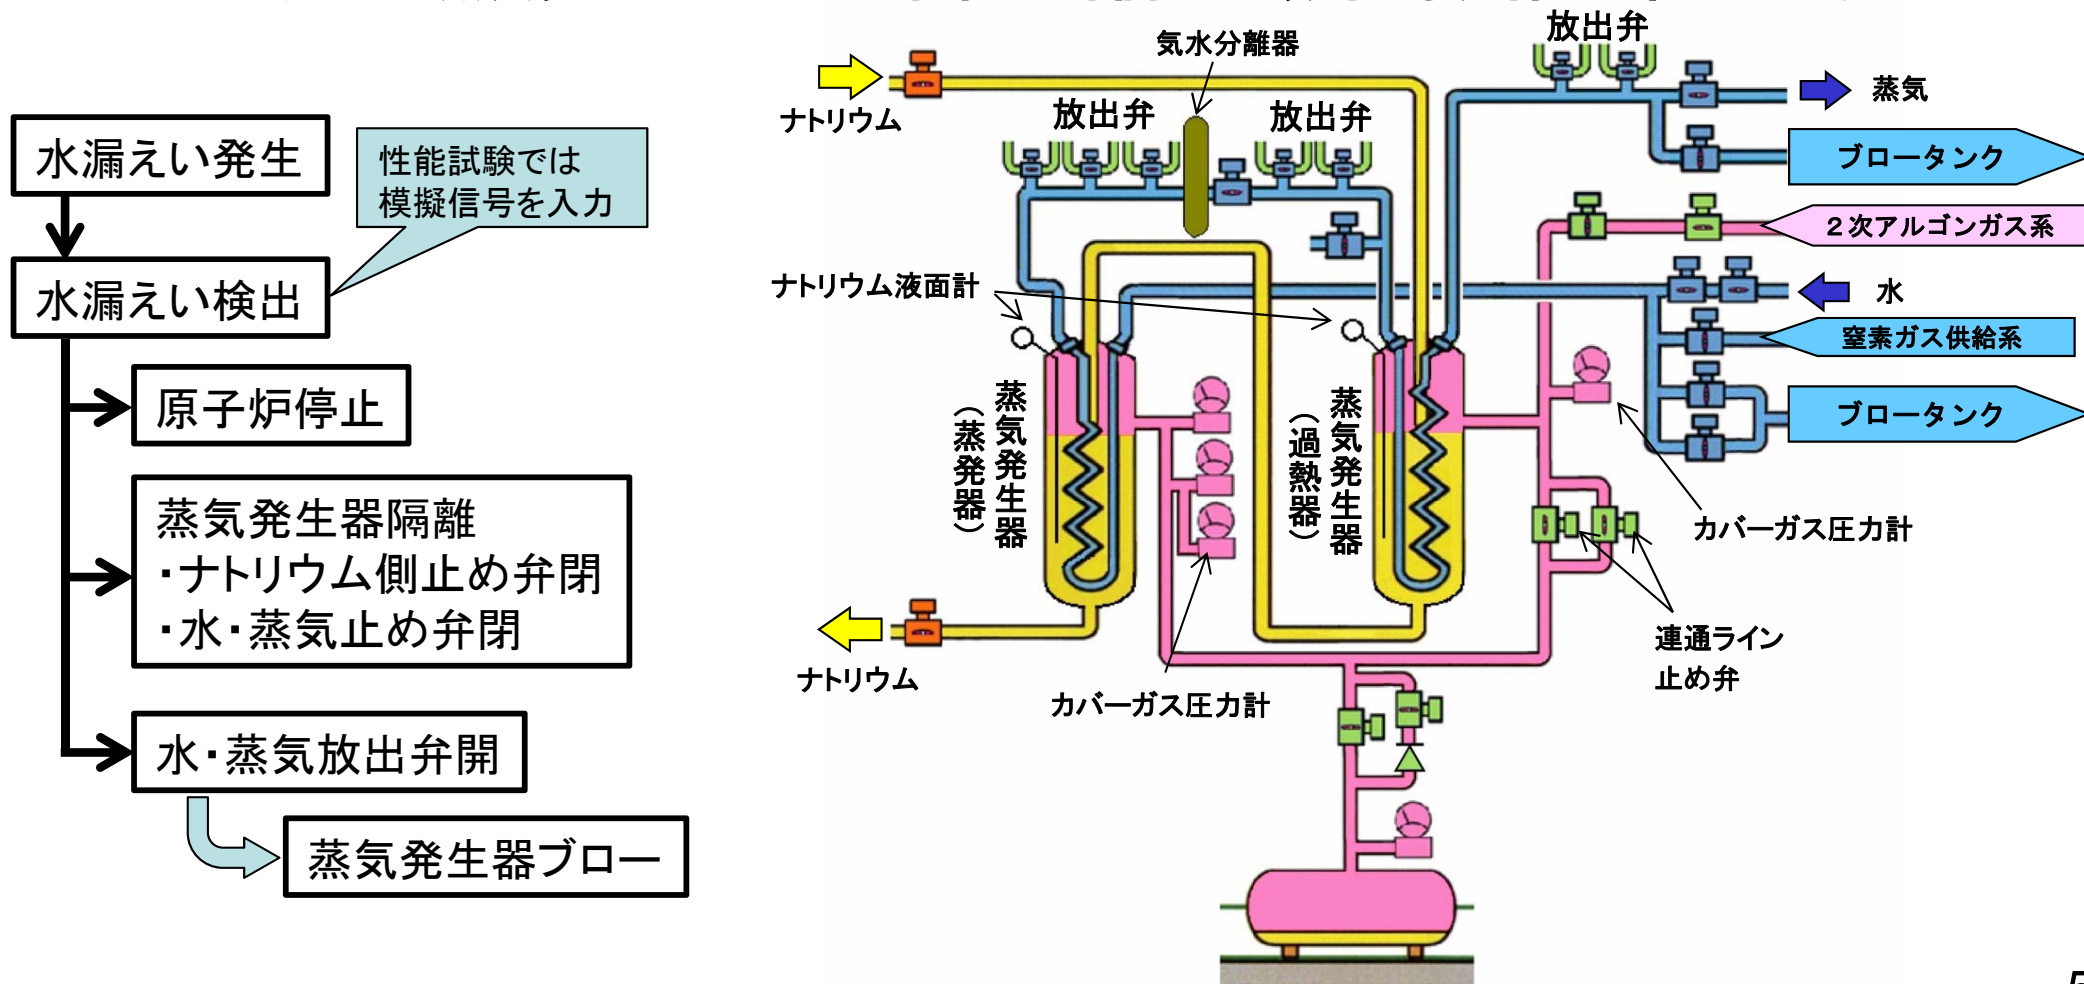 水漏えい発生
性能試験では
模擬信号を入力
水漏えい検出
原子炉停止
蒸気発生器隔離
・ナトリウム側止め弁閉
・水・蒸気止め弁閉
水・蒸気放出弁開
蒸気発生器ブロー
気水分離器
放出弁
ナトリウム
放出弁
放出弁
蒸気
ブロータンク
２次アルゴンガス系
ナトリウム液面計
水
窒素ガス供給系
ブロータンク
蒸気発生器
（蒸発器）
蒸気発生器
（過熱器）
カバーガス圧力計
連通ライン
止め弁
ナトリウム
カバーガス圧力計